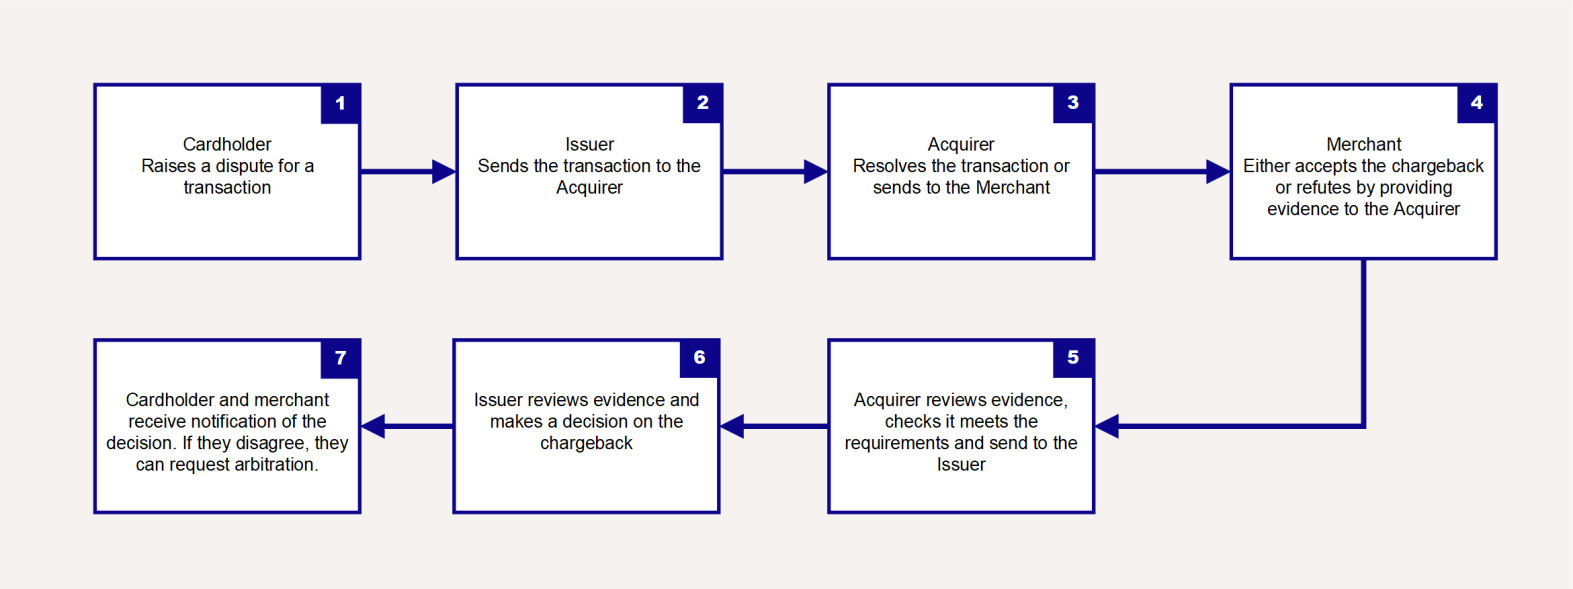 1
Cardholder
Raises a dispute for a
transaction
2
Issuer
Sends the transaction to the
Acquirer
3
Acquirer
Resolves the transaction or
sends to the Merchant
4
Merchant
Either accepts the chargeback
or refutes by providing
evidence to the Acquirer
5
Acquirer reviews evidence,
checks it meets the
requirements and send to the
Issuer
6
Issuer reviews evidence and
makes a decision on the
chargeback
7
Cardholder and merchant
receive notification of the
decision. If they disagree, they
can request arbitration.